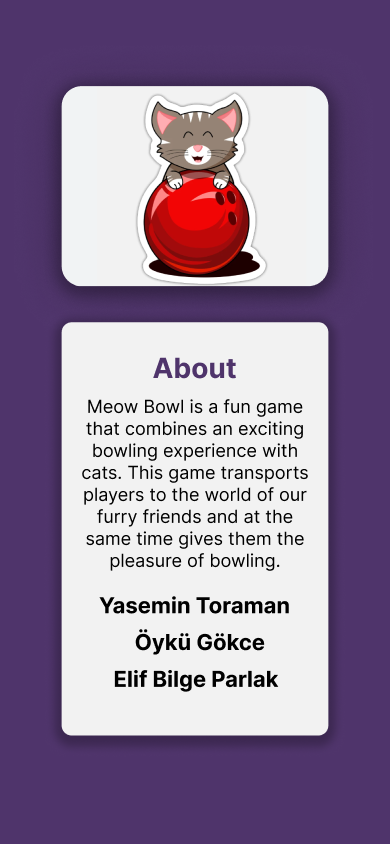 About
Meow Bowl is a fun game
that combines an exciting
bowling experience with
cats. This game transports
players to the world of our
furry friends and at the
same time gives them the
pleasure of bowling.
Yasemin Toraman
Öykü Gökce
Elif Bilge Parlak